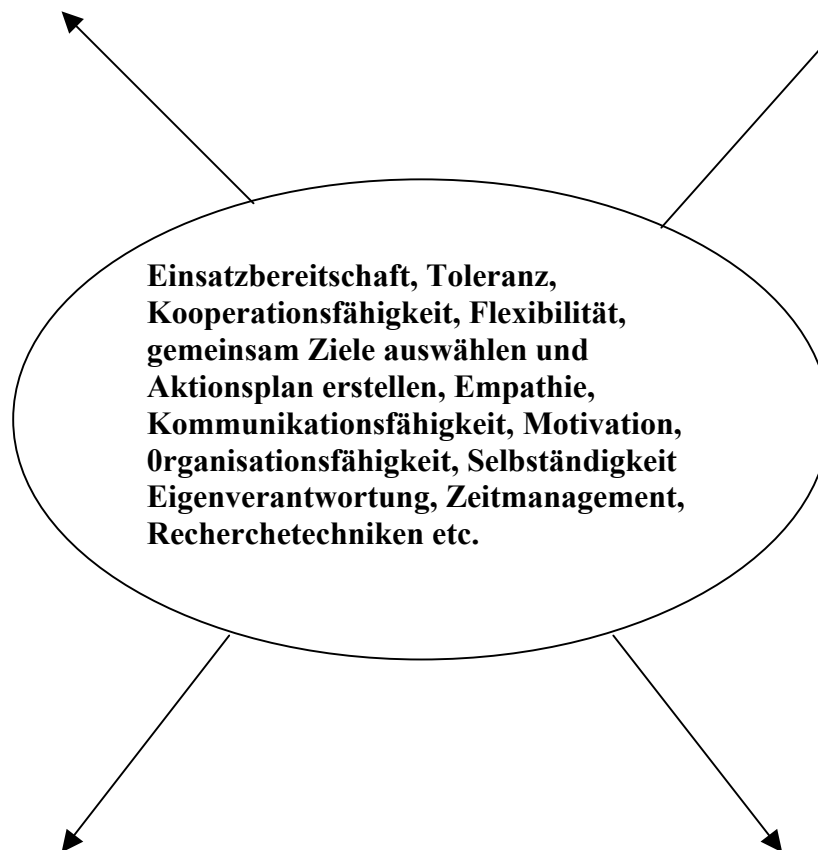 Einsatzbereitschaft, Toleranz,
Kooperationsfähigkeit, Flexibilität,
gemeinsam Ziele auswählen und
Aktionsplan erstellen, Empathie,
Kommunikationsfähigkeit, Motivation,
0rganisationsfähigkeit, Selbständigkeit
Eigenverantwortung, Zeitmanagement,
Recherchetechniken etc.